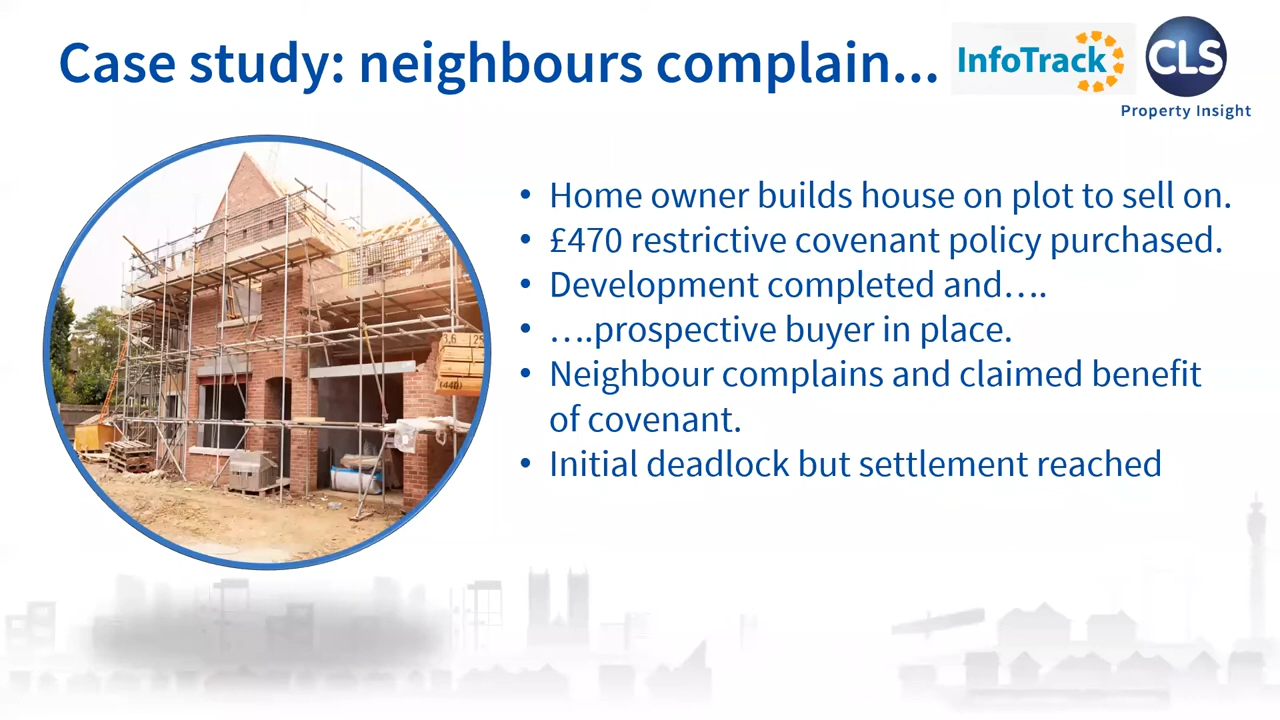 Case study: neighbours complain...
InfoTrack
CLS
Property Insight
• Home owner builds house on plot to sell on.
• £470 restrictive covenant policy purchased.
• Development completed and….
• ….prospective buyer in place.
• Neighbour complains and claimed benefit
of covenant.
• Initial deadlock but settlement reached